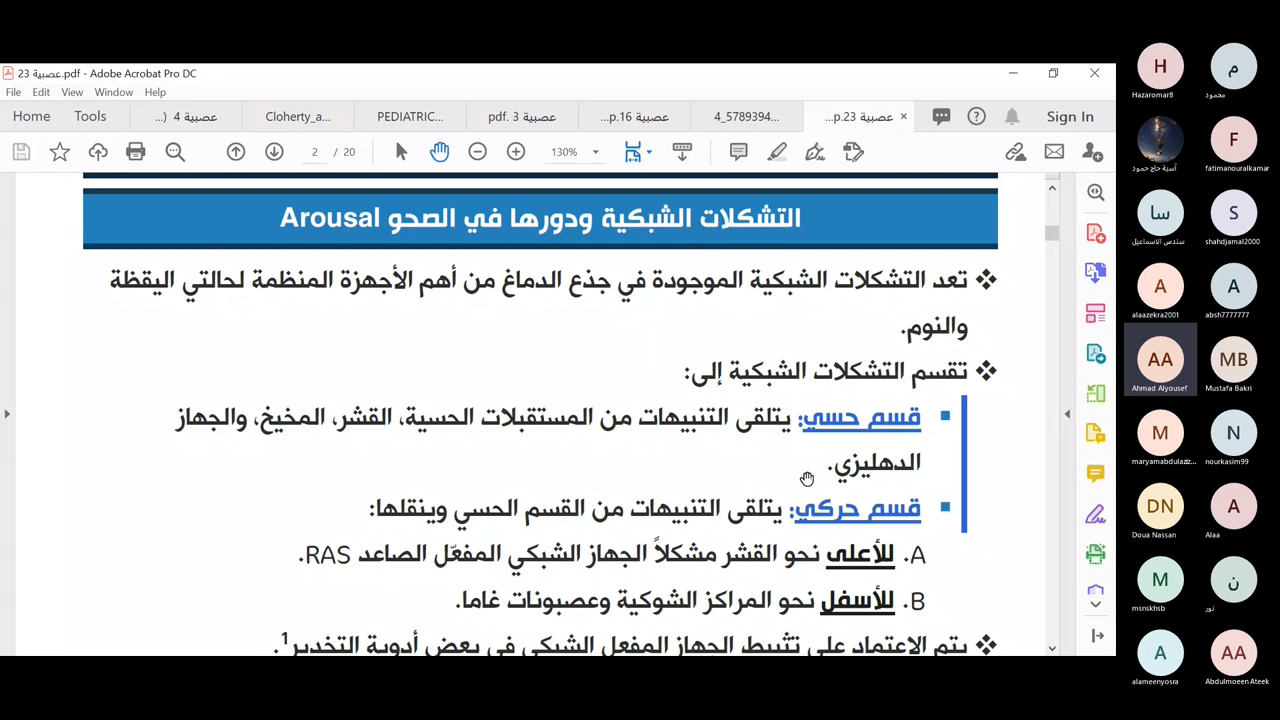 عصبية 23.pdf - Adobe Acrobat Pro DC
File Edit View Window Help
Home Tools
عصبية 4 (...
Cloherty_a...
PEDIATRIC...
عصبية 3 .pdf
عصبية 16.p...
4_5789394...
عصبية 23.p...
Sign In
2 / 20
130%
التشكلات الشبكية ودورها في الصحو Arousal
تعد التشكلات الشبكية الموجودة في جذع الدماغ من أهم الأجهزة المنظمة لحالتي اليقظة
والنوم.
تقسم التشكلات الشبكية إلى:
قسم حسي: يتلقى التنبيهات من المستقبلات الحسية، القشر، المخيخ، والجهاز
الدهليزي.
قسم حركي: يتلقى التنبيهات من القسم الحسي وينقلها:
A. للأعلى نحو القشر مشكلاً الجهاز الشبكي المفعّل الصاعد RAS.
B. للأسفل نحو المراكز الشوكية وعصبونات غاما.
يتم الاعتماد على تثبيط الجهاز المفعل الشبكي في بعض أدوية التخدير1.
H
Hazaromar8
م
محمود
آسية حاج حمود
F
fatimanouralkamar
سا
سندس الاسماعيل
S
shahdjamal2000
A
alaazekra2001
A
absh7777777
AA
Ahmad Alyousef
MB
Mustafa Bakri
M
maryamabdulaziz...
N
nourkasim99
DN
Doua Nassan
A
Alaa
M
msnskhsb
ن
نور
A
alameenyosra
AA
Abdulmoeen Ateek